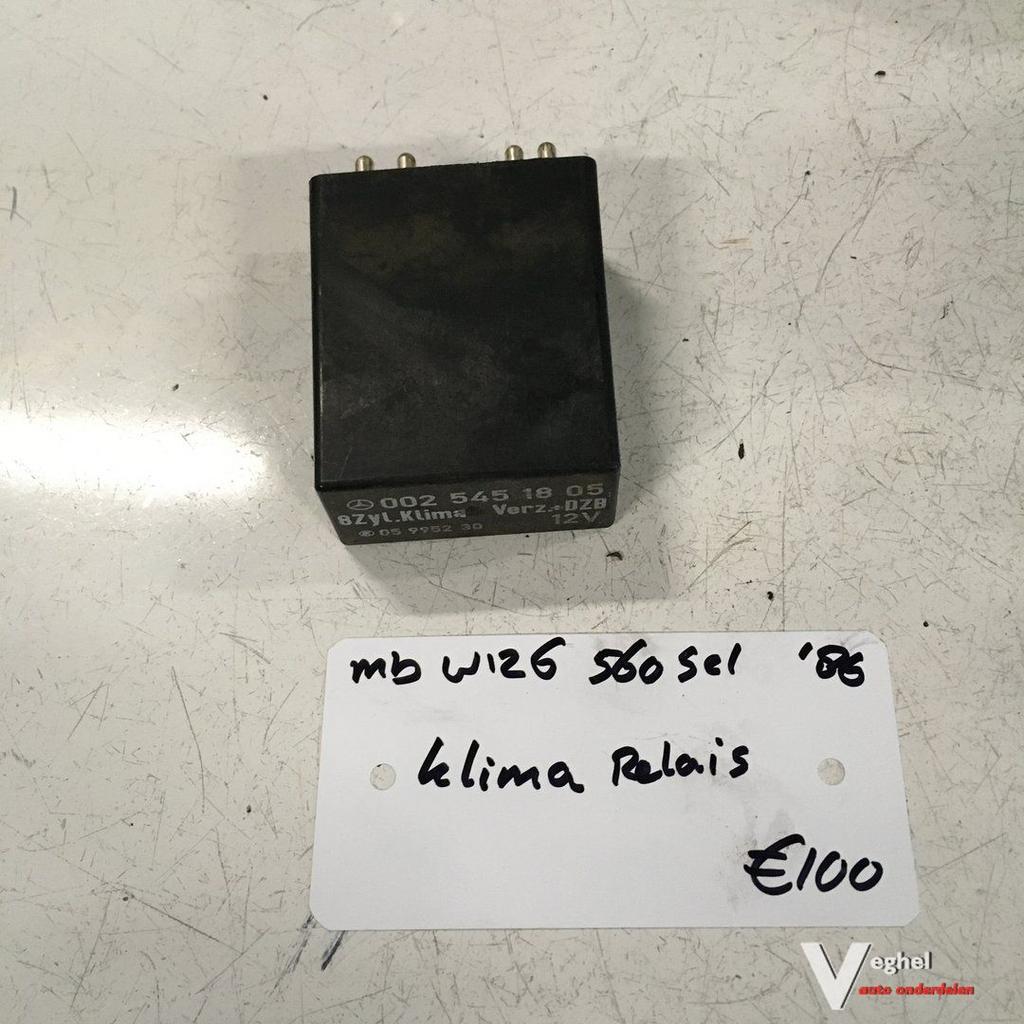 002 545 18 05
8Zyl.Klima Verz.+DZB
05 9952 30 12V
mb W126 560 Sel '86
klima Relais
€100
Veghel
auto onderdelen